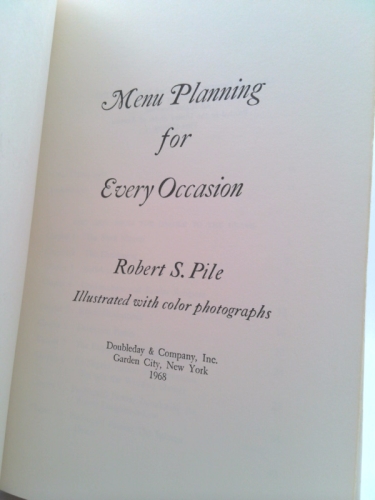 Menu Planning
for
Every Occasion
Robert S. Pile
Illustrated with color photographs
Doubleday & Company, Inc.
Garden City, New York
1968